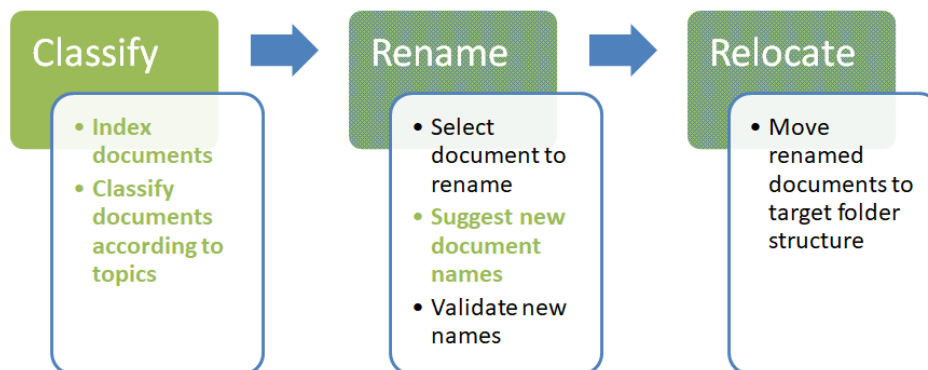 Classify
• Index
documents
• Classify
documents
according to
topics
Rename
• Select
document to
rename
• Suggest new
document
names
• Validate new
names
Relocate
• Move
renamed
documents to
target folder
structure